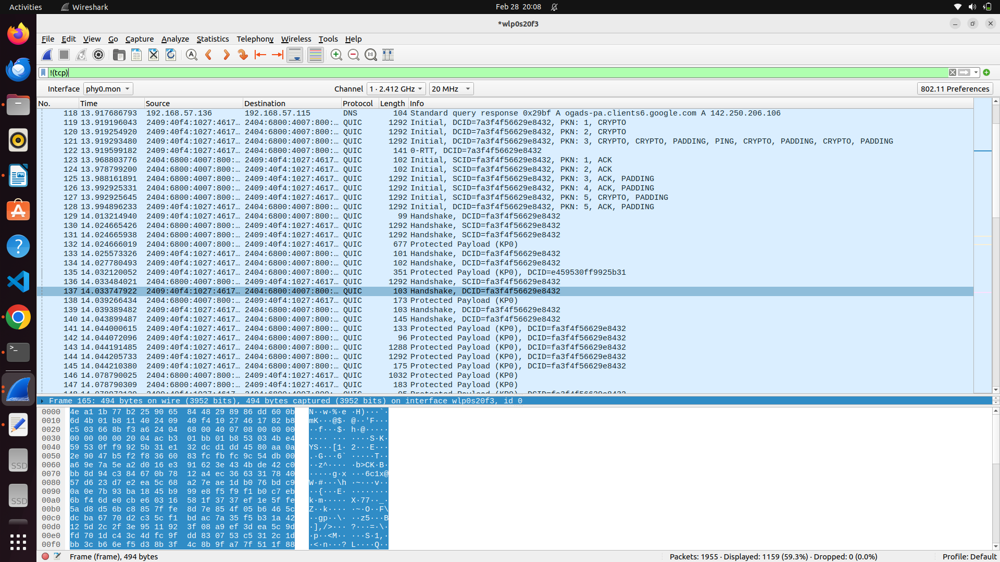 Activities Wireshark Feb 28 20:08
*wlp0s20f3
File Edit View Go Capture Analyze Statistics Telephony Wireless Tools Help
!(tcp)
Interface phy0.mon Channel 1 · 2.412 GHz 20 MHz 802.11 Preferences
No. Time Source Destination Protocol Length Info
118 13.917686793 192.168.57.136 192.168.57.115 DNS 104 Standard query response 0x29bf A ogads-pa.clients6.google.com A 142.250.206.106
119 13.919196043 2409:40f4:1027:4617… 2404:6800:4007:800:… QUIC 1292 Initial, DCID=7a3f4f56629e8432, PKN: 1, CRYPTO
120 13.919254920 2409:40f4:1027:4617… 2404:6800:4007:800:… QUIC 1292 Initial, DCID=7a3f4f56629e8432, PKN: 2, CRYPTO
121 13.919293480 2409:40f4:1027:4617… 2404:6800:4007:800:… QUIC 1292 Initial, DCID=7a3f4f56629e8432, PKN: 3, CRYPTO, CRYPTO, PADDING, PING, CRYPTO, PADDING, CRYPTO, PADDING
122 13.919599182 2409:40f4:1027:4617… 2404:6800:4007:800:… QUIC 141 0-RTT, DCID=7a3f4f56629e8432
123 13.968803776 2404:6800:4007:800:… 2409:40f4:1027:4617… QUIC 102 Initial, SCID=fa3f4f56629e8432, PKN: 1, ACK
124 13.978799200 2404:6800:4007:800:… 2409:40f4:1027:4617… QUIC 102 Initial, SCID=fa3f4f56629e8432, PKN: 2, ACK
125 13.988161891 2404:6800:4007:800:… 2409:40f4:1027:4617… QUIC 1292 Initial, SCID=fa3f4f56629e8432, PKN: 3, ACK, PADDING
126 13.992925331 2404:6800:4007:800:… 2409:40f4:1027:4617… QUIC 1292 Initial, SCID=fa3f4f56629e8432, PKN: 4, ACK, PADDING
127 13.992925645 2404:6800:4007:800:… 2409:40f4:1027:4617… QUIC 1292 Initial, SCID=fa3f4f56629e8432, PKN: 5, CRYPTO, PADDING
128 13.994896233 2409:40f4:1027:4617… 2404:6800:4007:800:… QUIC 1292 Initial, DCID=fa3f4f56629e8432, PKN: 5, ACK, PADDING
129 14.013214940 2409:40f4:1027:4617… 2404:6800:4007:800:… QUIC 99 Handshake, DCID=fa3f4f56629e8432
130 14.024665426 2404:6800:4007:800:… 2409:40f4:1027:4617… QUIC 1292 Handshake, SCID=fa3f4f56629e8432
131 14.024665938 2404:6800:4007:800:… 2409:40f4:1027:4617… QUIC 1292 Handshake, SCID=fa3f4f56629e8432
132 14.024666019 2404:6800:4007:800:… 2409:40f4:1027:4617… QUIC 677 Protected Payload (KP0)
133 14.025573326 2409:40f4:1027:4617… 2404:6800:4007:800:… QUIC 101 Handshake, DCID=fa3f4f56629e8432
134 14.027780493 2409:40f4:1027:4617… 2404:6800:4007:800:… QUIC 102 Handshake, DCID=fa3f4f56629e8432
135 14.032120052 2409:40f4:1027:4617… 2404:6800:4007:800:… QUIC 351 Protected Payload (KP0), DCID=e459530ff9925b31
136 14.033484021 2404:6800:4007:800:… 2409:40f4:1027:4617… QUIC 1292 Handshake, SCID=fa3f4f56629e8432
137 14.033747922 2409:40f4:1027:4617… 2404:6800:4007:800:… QUIC 103 Handshake, DCID=fa3f4f56629e8432
138 14.039266434 2404:6800:4007:800:… 2409:40f4:1027:4617… QUIC 173 Protected Payload (KP0)
139 14.039389482 2409:40f4:1027:4617… 2404:6800:4007:800:… QUIC 103 Handshake, DCID=fa3f4f56629e8432
140 14.043899487 2409:40f4:1027:4617… 2404:6800:4007:800:… QUIC 145 Handshake, DCID=fa3f4f56629e8432
141 14.044000615 2409:40f4:1027:4617… 2404:6800:4007:800:… QUIC 133 Protected Payload (KP0), DCID=fa3f4f56629e8432
142 14.044072096 2409:40f4:1027:4617… 2404:6800:4007:800:… QUIC 96 Protected Payload (KP0), DCID=fa3f4f56629e8432
143 14.044191485 2409:40f4:1027:4617… 2404:6800:4007:800:… QUIC 1288 Protected Payload (KP0), DCID=fa3f4f56629e8432
144 14.044205733 2409:40f4:1027:4617… 2404:6800:4007:800:… QUIC 1292 Protected Payload (KP0), DCID=fa3f4f56629e8432
145 14.044210380 2409:40f4:1027:4617… 2404:6800:4007:800:… QUIC 175 Protected Payload (KP0), DCID=fa3f4f56629e8432
146 14.078790025 2404:6800:4007:800:… 2409:40f4:1027:4617… QUIC 1032 Protected Payload (KP0)
147 14.078790309 2404:6800:4007:800:… 2409:40f4:1027:4617… QUIC 183 Protected Payload (KP0)
Frame 165: 494 bytes on wire (3952 bits), 494 bytes captured (3952 bits) on interface wlp0s20f3, id 0
0000 4e a1 1b 77 b2 25 90 65 84 48 29 89 86 dd 60 0b N··w·%·e ·H)···`·
0010 6d 4b 01 b8 11 40 24 09 40 f4 10 27 46 17 82 b8 mK···@$· @··'F···
0020 c5 03 66 8b f3 a6 24 04 68 00 40 07 08 00 00 00 ··f···$· h·@·····
0030 00 00 00 00 20 04 ac b3 01 bb 01 b8 53 03 4b e4 ···· ··· ····S·K·
0040 59 53 0f f9 92 5b 31 e1 32 dc d1 dd 45 80 aa 0a YS···[1· 2···E···
0050 2e 90 47 b5 f2 f8 36 60 83 fc fb fc 9c 54 db 00 .·G···6` ·····T··
0060 a6 9e 7a 5e a2 d0 16 e3 91 62 3e 43 4b de 42 c0 ··z^···· ·b>CK·B·
0070 bb 8d 94 c3 84 67 0b 78 12 a4 ec 36 63 31 78 40 ·····g·x ···6c1x@
0080 57 d6 23 d7 e2 ea 5c 68 a2 7e ae 1d b0 76 bd c9 W·#···\h ·~···v··
0090 0a 0e 7b 93 ba 18 45 b9 99 e8 f5 f9 f1 b0 c7 eb ··{···E· ········
00a0 6b f4 6d e0 cb e6 03 16 58 1f 37 37 ef 1e 5f fe k·m····· X·77··_·
00b0 5a d8 d5 6b c8 85 7f fe 8d 7e 85 4f 05 b6 46 5c Z··k···· ·~·O··F\
00c0 dc ba 67 70 d2 c3 5c f1 bd ac 7a 35 f5 b3 1a 42 ··gp··\· ··z5···B
00d0 12 5d 2c 2f 3e 95 11 92 3f 08 a9 ef 3d ea 5c 9d ·],/>··· ?···=·\·
00e0 fd 70 1d c4 3c 4d fc 9f dd 83 07 53 c5 31 2c 1d ·p··<M·· ···S·1,·
00f0 bb 3c b6 6e f5 d3 8b 3f 4c 8b 9f a7 7f 51 1f 88 ·<·n···? L····Q··
SSD
SSD
Frame (frame), 494 bytes Packets: 1955 · Displayed: 1159 (59.3%) · Dropped: 0 (0.0%) Profile: Default